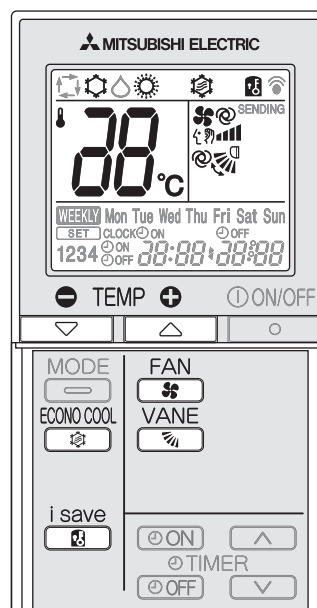 MITSUBISHI ELECTRIC
SENDING
88 °C
WEEKLY Mon Tue Wed Thu Fri Sat Sun
SET CLOCK ON OFF
1234 ON OFF 88:88 88:88
TEMP ON/OFF
MODE FAN
ECONO COOL VANE
i save
ON
TIMER
OFF